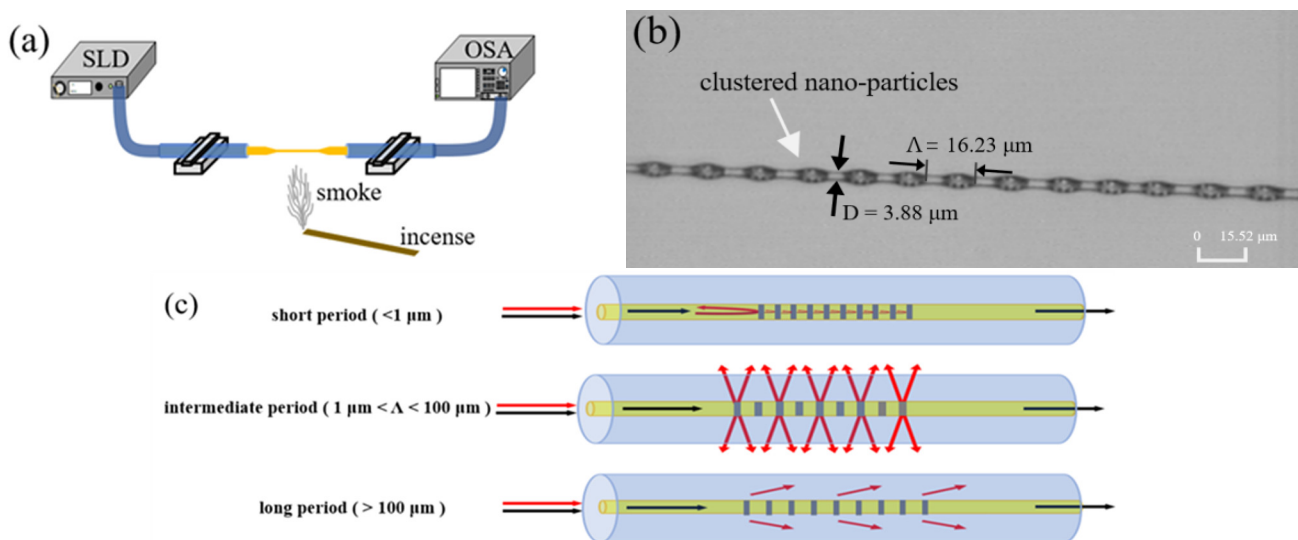 (a)
SLD
OSA
smoke
incense
(b)
clustered nano-particles
Λ = 16.23 μm
D = 3.88 μm
0 15.52 μm
(c)
short period ( <1 μm )
intermediate period ( 1 μm < Λ < 100 μm )
long period ( > 100 μm )